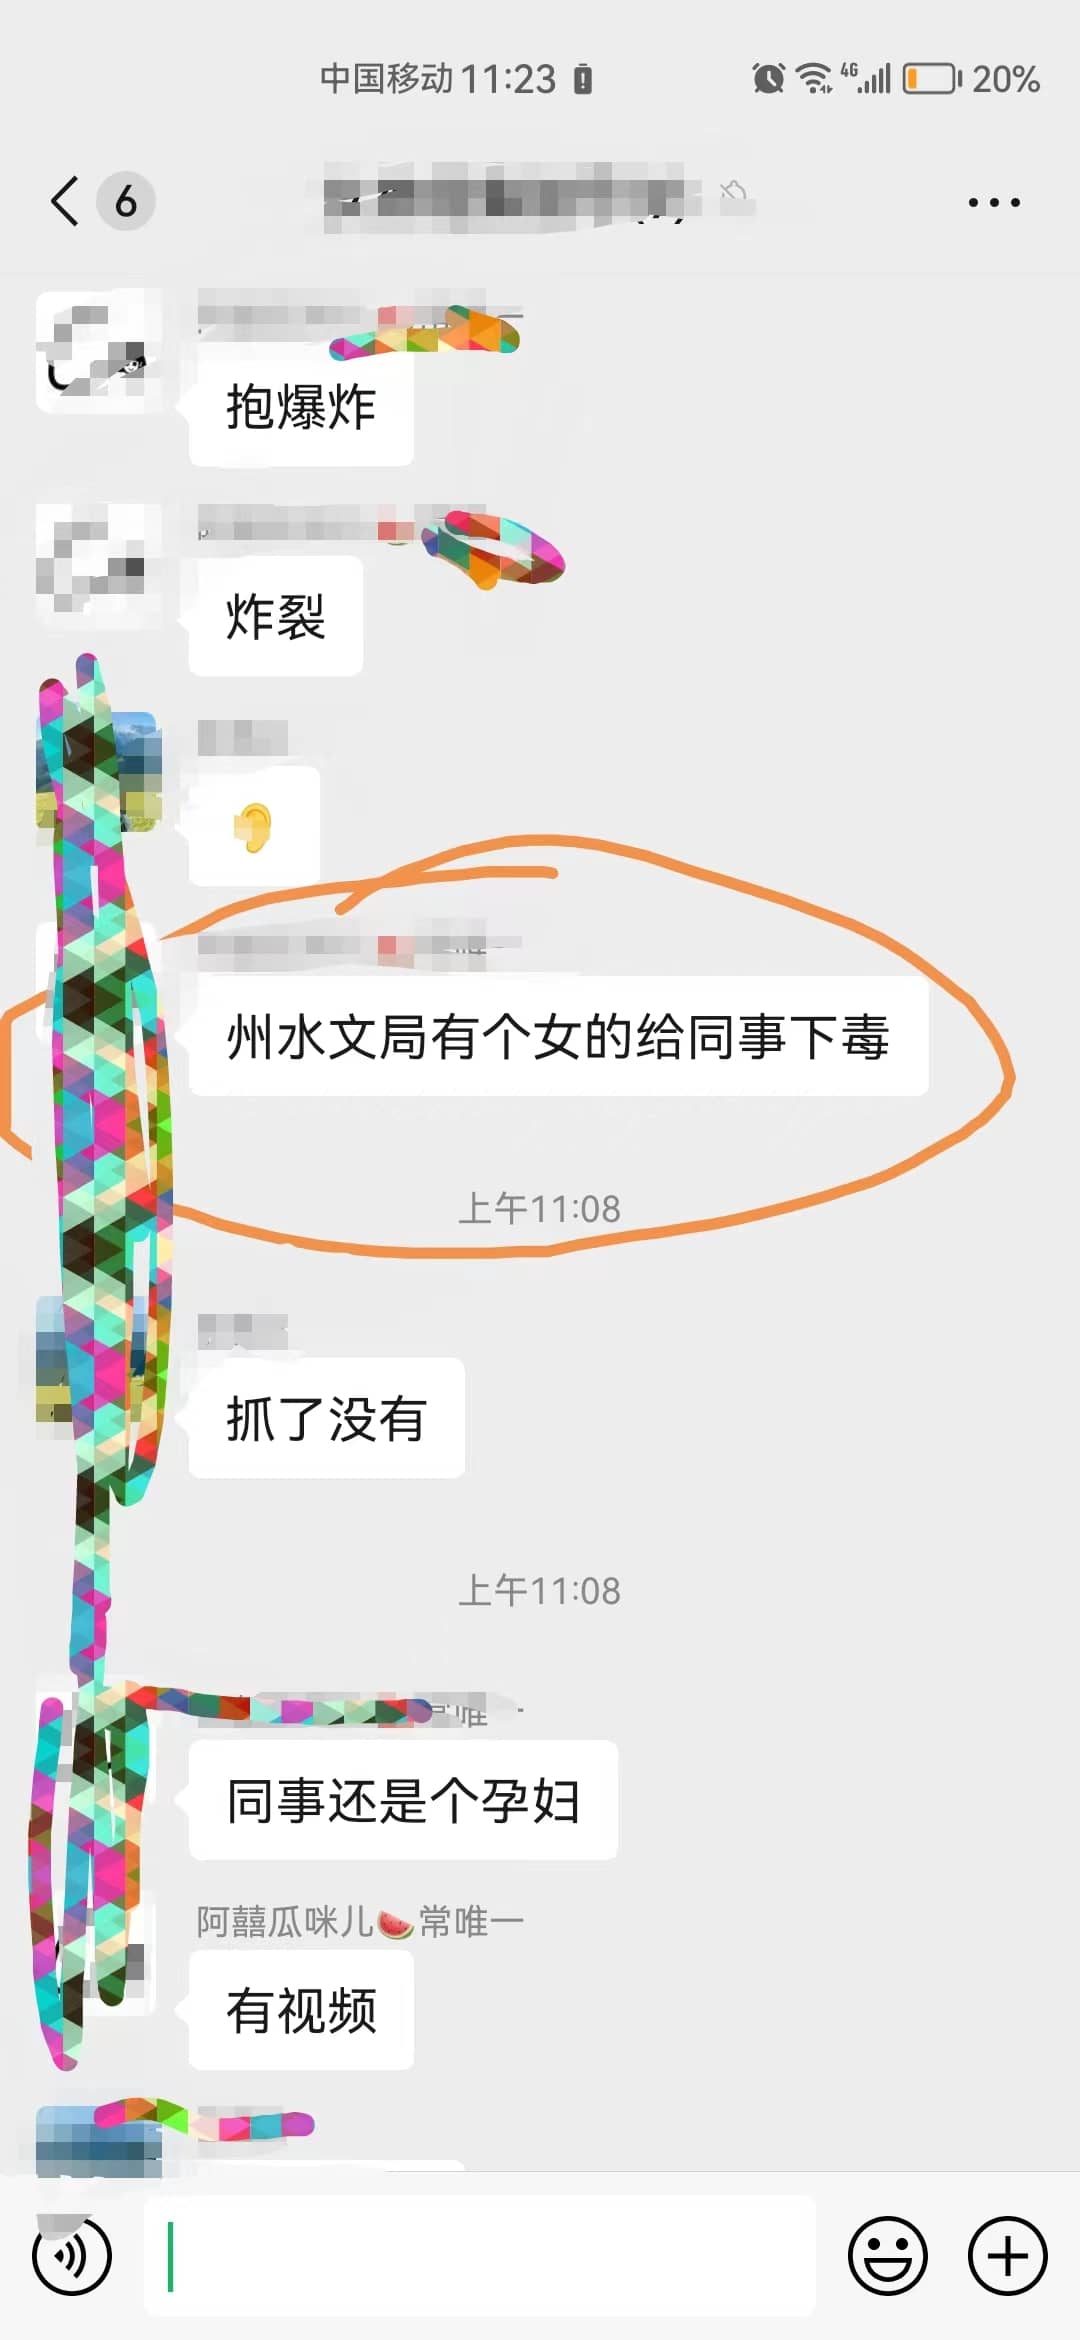 中国移动 11:23
4G 20%
6
抱爆炸
炸裂
州水文局有个女的给同事下毒
上午11:08
抓了没有
上午11:08
唯
同事还是个孕妇
阿囍瓜咪儿🍉常唯一
有视频